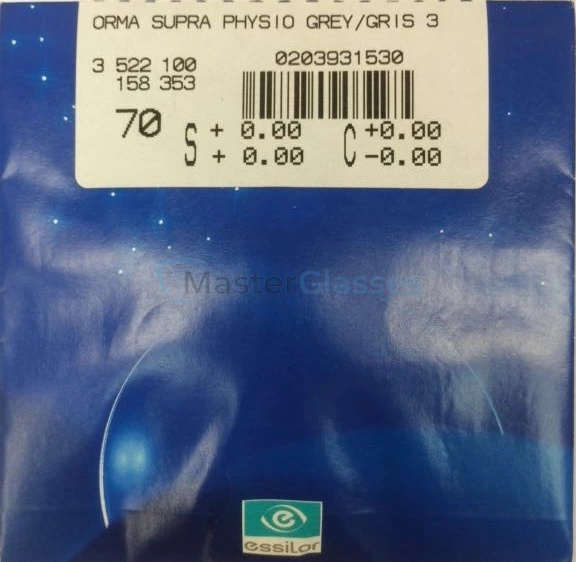 ORMA SUPRA PHYSIO GREY/GRIS 3
3 522 100
158 353
0203931530
70
S + 0.00 C +0.00
+ 0.00 -0.00
MasterGlasses
essilor